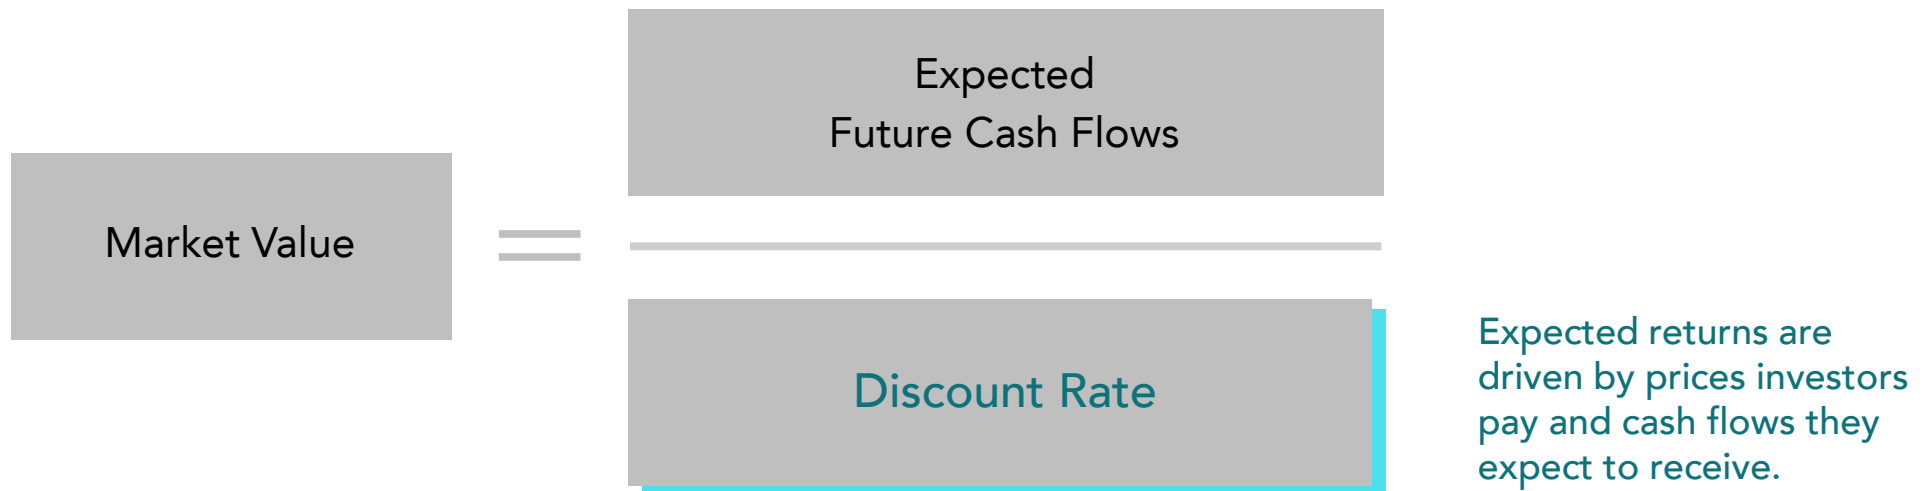 Expected
Future Cash Flows
Market Value
=
Discount Rate
Expected returns are
driven by prices investors
pay and cash flows they
expect to receive.